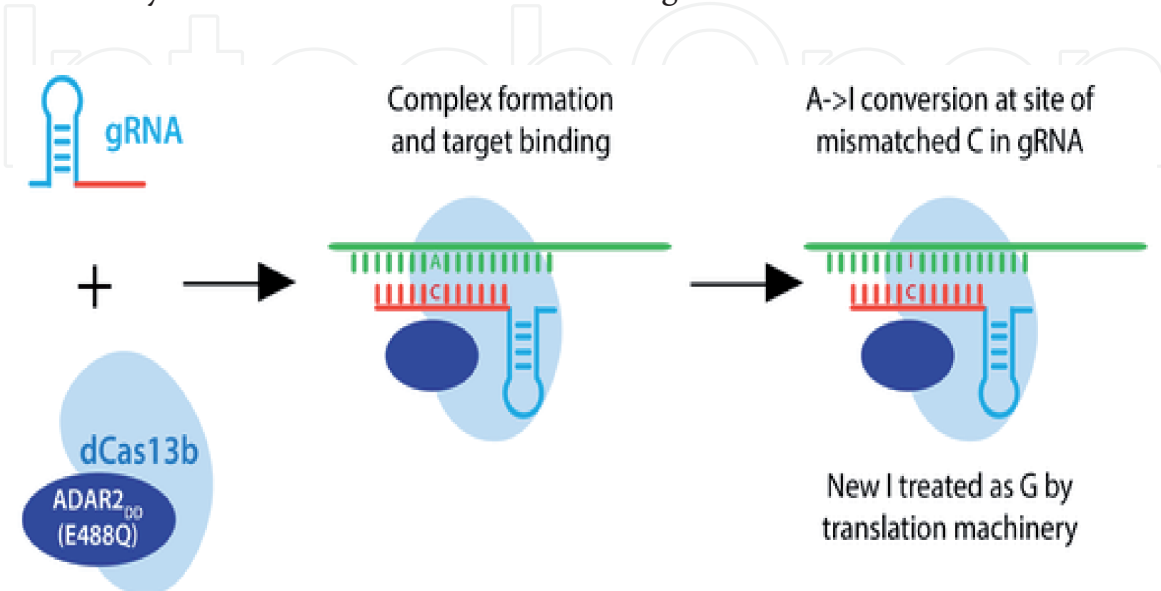 gRNA
Complex formation
and target binding
A->I conversion at site of
mismatched C in gRNA
+
A
C
I
C
dCas13b
ADAR2DD
(E488Q)
New I treated as G by
translation machinery